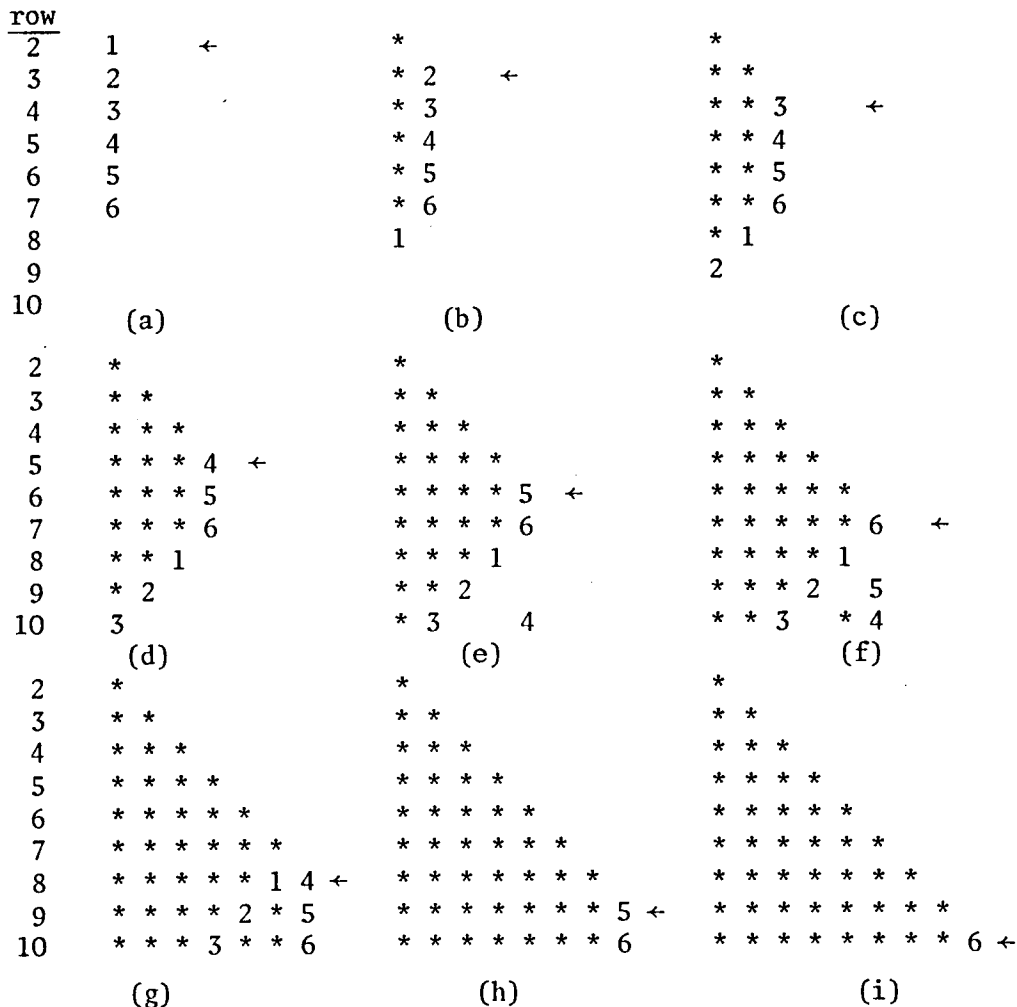 row
2 1 ← * *
3 2 * 2 ← * *
4 3 * 3 * * 3 ←
5 4 * 4 * * 4
6 5 * 5 * * 5
7 6 * 6 * * 6
8 1 * 1
9 2
10
(a) (b) (c)
2 * * *
3 * * * * * *
4 * * * * * * * * *
5 * * * 4 ← * * * * * * * *
6 * * * 5 * * * * 5 ← * * * * *
7 * * * 6 * * * * 6 * * * * * 6 ←
8 * * 1 * * * 1 * * * * 1
9 * 2 * * 2 * * * 2 5
10 3 * 3 4 * * 3 * 4
(d) (e) (f)
2 * * *
3 * * * * * *
4 * * * * * * * * *
5 * * * * * * * * * * * *
6 * * * * * * * * * * * * * * *
7 * * * * * * * * * * * * * * * * * *
8 * * * * * 1 4 ← * * * * * * * * * * * * * *
9 * * * * 2 * 5 * * * * * * * 5 ← * * * * * * * *
10 * * * 3 * * 6 * * * * * * * 6 * * * * * * * * 6 ←
(g) (h) (i)